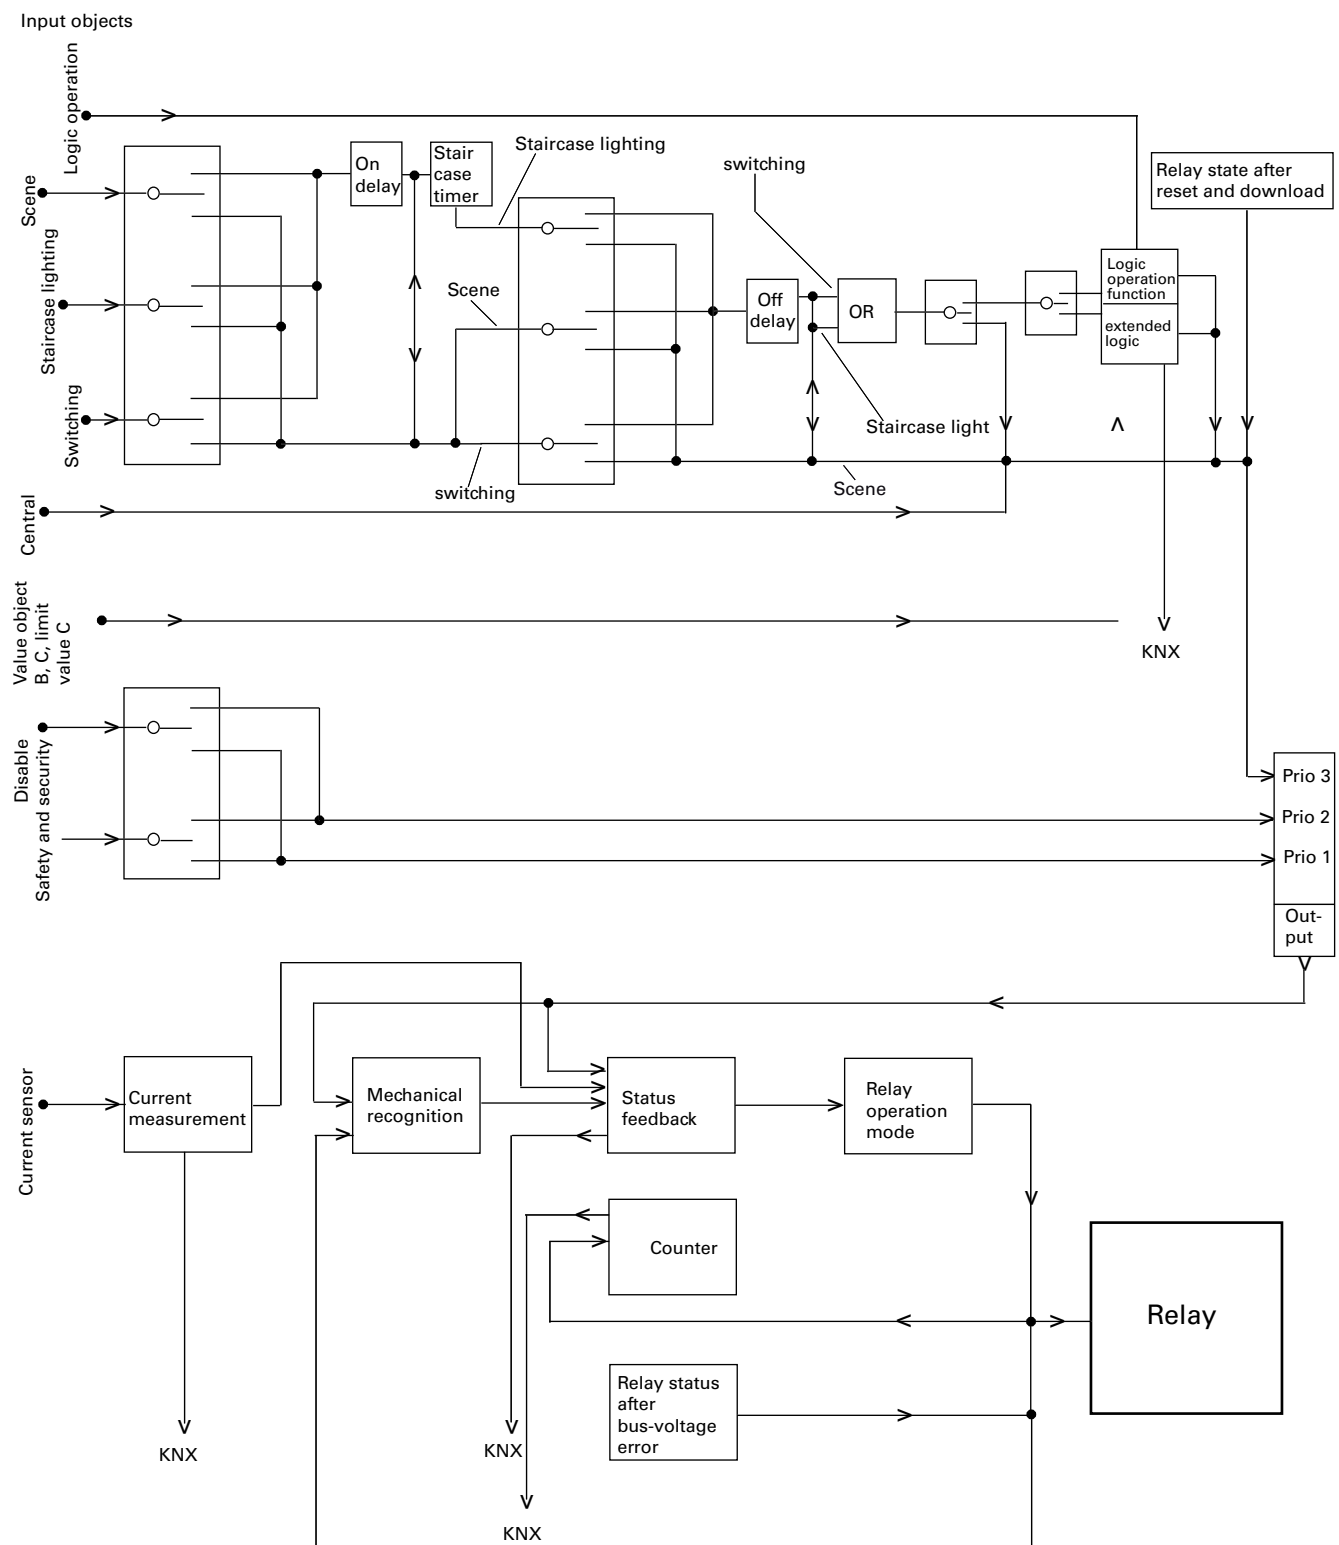 Input objects
Logic operation
Scene
Staircase lighting
Switching
On
delay
Stair
case
timer
Staircase lighting
Scene
switching
switching
Off
delay
OR
Staircase light
Scene
Logic
operation
function
extended
logic
Relay state after
reset and download
Central
Value object
B, C, limit
value C
KNX
Disable
Safety and security
Prio 3
Prio 2
Prio 1
Out-
put
Current sensor
Current
measurement
Mechanical
recognition
Status
feedback
Relay
operation
mode
Counter
Relay
Relay status
after
bus-voltage
error
KNX
KNX
KNX